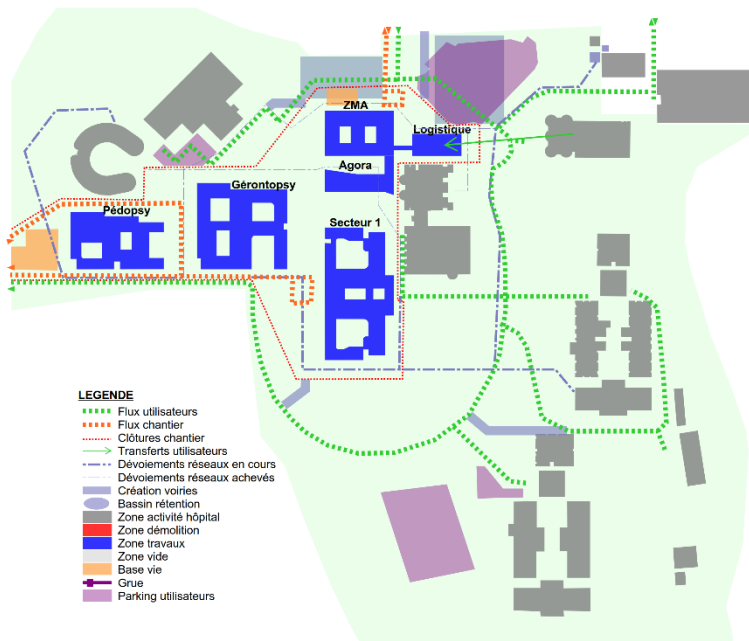 ZMA
Logistique
Agora
Gérontopsy
Pédopsy
Secteur 1
LEGENDE
Flux utilisateurs
Flux chantier
Clôtures chantier
Transferts utilisateurs
Dévoiements réseaux en cours
Dévoiements réseaux achevés
Création voiries
Bassin rétention
Zone activité hôpital
Zone démolition
Zone travaux
Zone vide
Base vie
Grue
Parking utilisateurs